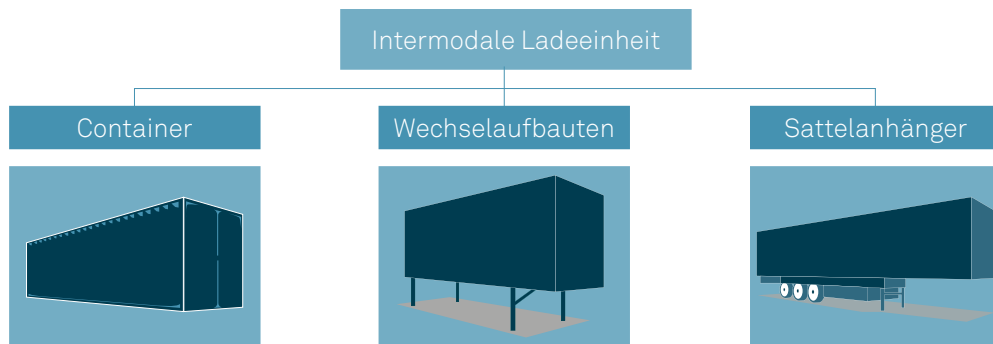 Intermodale Ladeeinheit
Container
Wechselaufbauten
Sattelanhänger